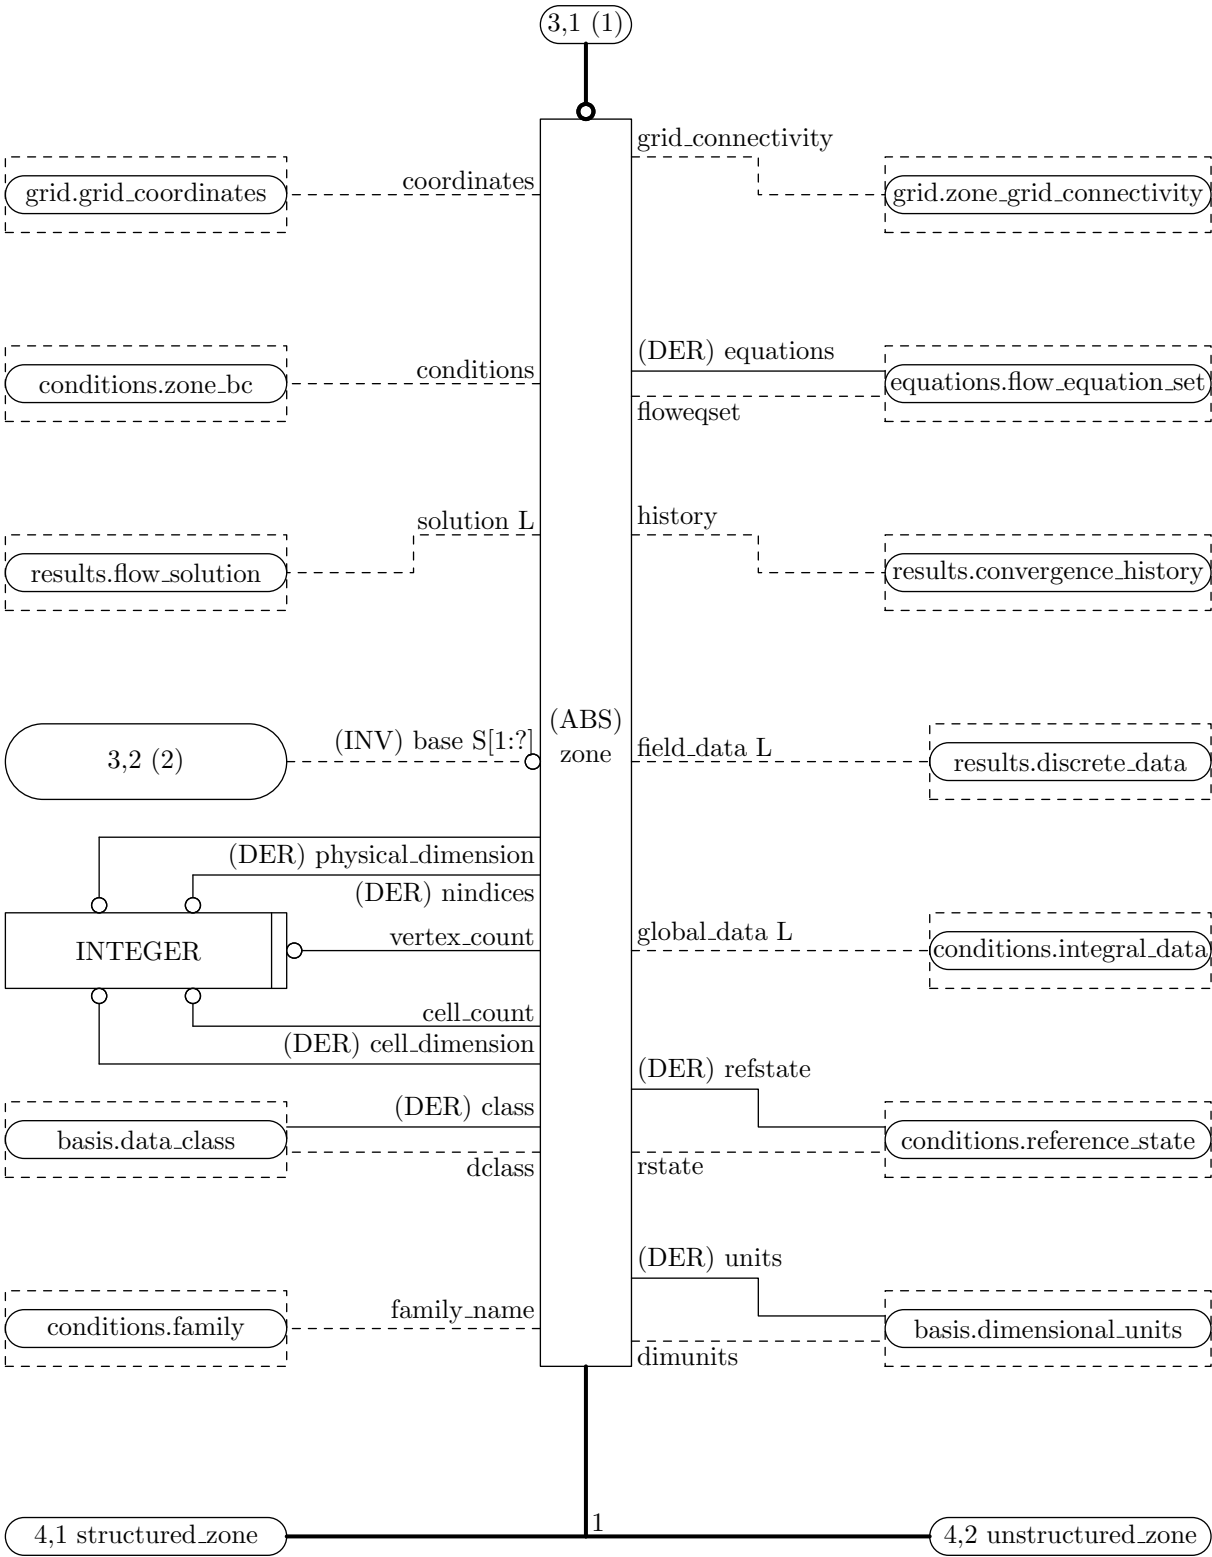 3,1 (1)
grid_connectivity
coordinates
grid.grid_coordinates
grid.zone_grid_connectivity
(DER) equations
conditions
conditions.zone_bc
equations.flow_equation_set
floweqset
solution L
history
results.flow_solution
results.convergence_history
(ABS)
zone
(INV) base S[1:?]
3,2 (2)
field_data L
results.discrete_data
(DER) physical_dimension
(DER) nindices
vertex_count
INTEGER
global_data L
conditions.integral_data
cell_count
(DER) cell_dimension
(DER) refstate
(DER) class
basis.data_class
conditions.reference_state
dclass
rstate
(DER) units
family_name
conditions.family
basis.dimensional_units
dimunits
1
4,1 structured_zone
4,2 unstructured_zone